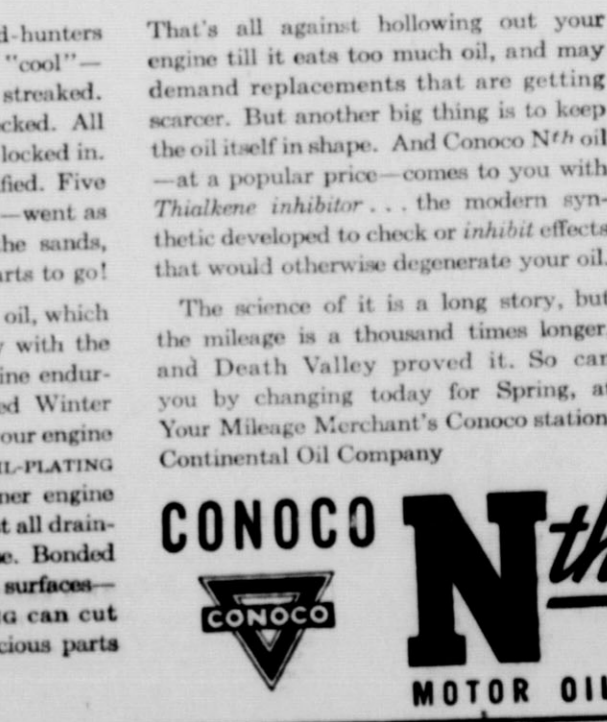 d-hunters
"cool"—
streaked.
cked. All
locked in.
fied. Five
—went as
he sands,
arts to go!
oil, which
y with the
ine endur-
ed Winter
our engine
IL-PLATING
ner engine
t all drain-
e. Bonded
surfaces—
G can cut
cious parts
That's all against hollowing out your
engine till it eats too much oil, and may
demand replacements that are getting
scarcer. But another big thing is to keep
the oil itself in shape. And Conoco Nth oil
—at a popular price—comes to you with
Thialkene inhibitor . . . the modern syn-
thetic developed to check or inhibit effects
that would otherwise degenerate your oil.
The science of it is a long story, but
the mileage is a thousand times longer
and Death Valley proved it. So can
you by changing today for Spring, at
Your Mileage Merchant's Conoco station
Continental Oil Company
CONOCO Nth
CONOCO
MOTOR OIL